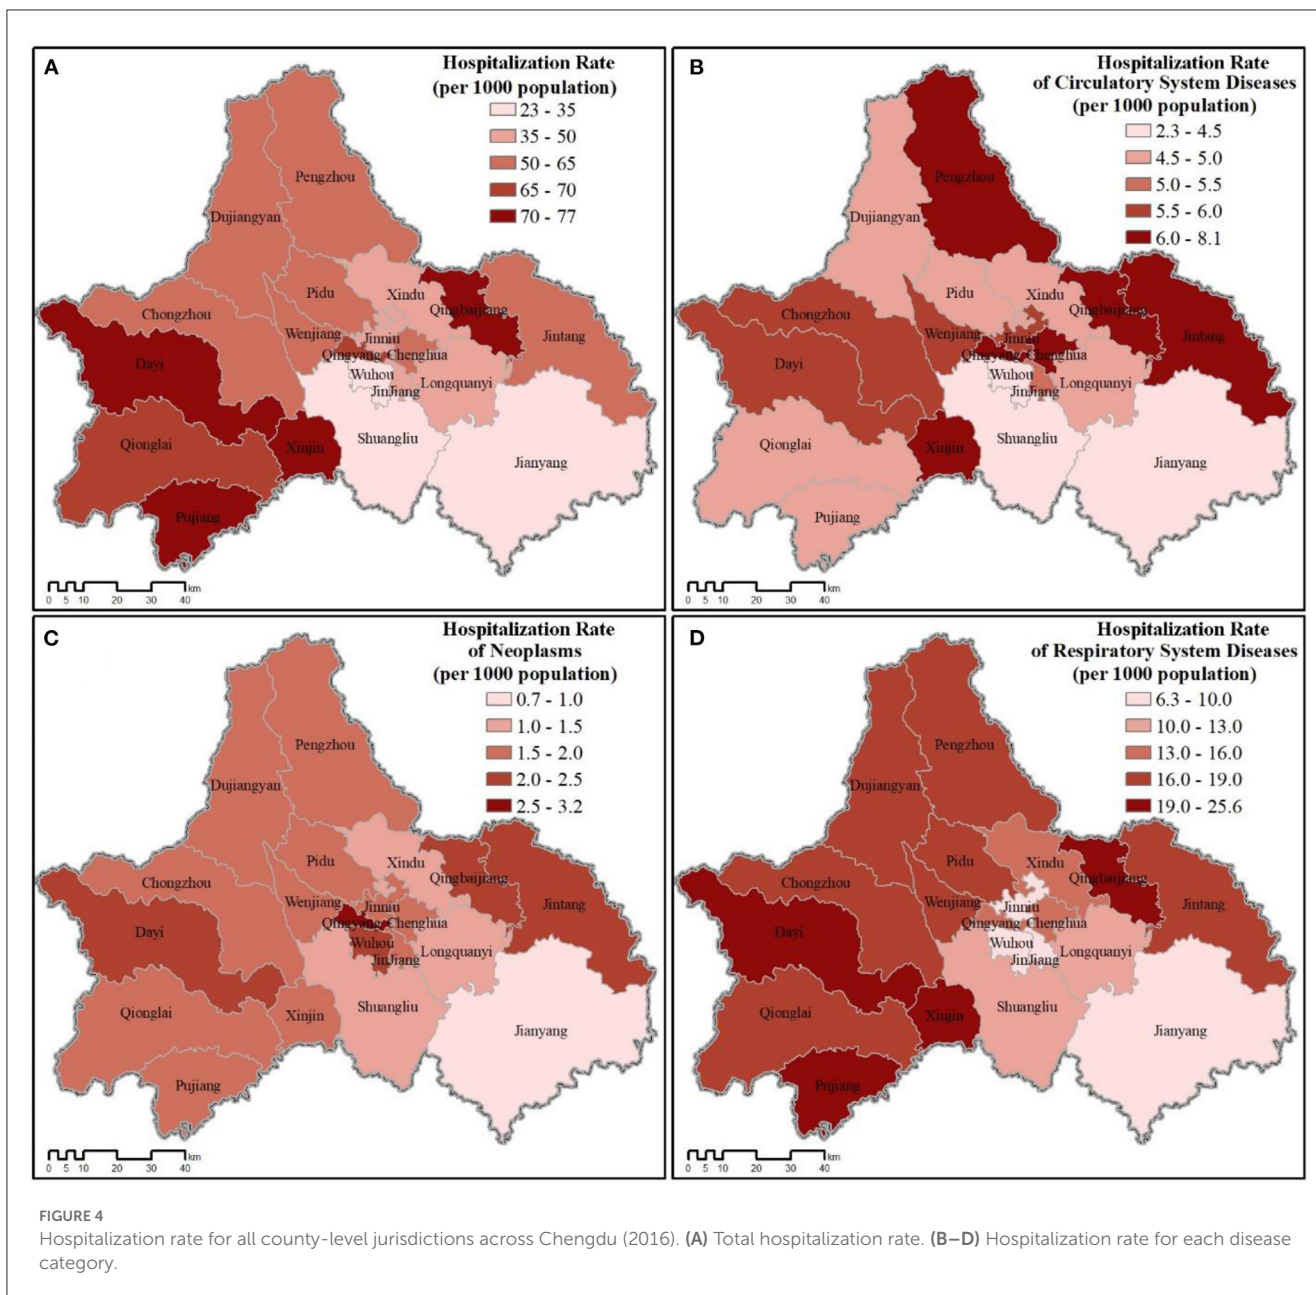 A
Hospitalization Rate
(per 1000 population)
23 - 35
35 - 50
50 - 65
65 - 70
70 - 77
Pengzhou
Dujiangyan
Pidu
Xindu
Qingbaijiang
Chongzhou
Wenjiang
Jinniu
Jintang
Qingyang
Chenghua
Dayi
Wuhou
JinJiang
Longquanyi
Qionglai
Xinjin
Shuangliu
Jianyang
Pujiang
km
0 5 10 20 30 40
B
Hospitalization Rate
of Circulatory System Diseases
(per 1000 population)
2.3 - 4.5
4.5 - 5.0
5.0 - 5.5
5.5 - 6.0
6.0 - 8.1
Pengzhou
Dujiangyan
Pidu
Xindu
Qingbaijiang
Chongzhou
Wenjiang
Jinniu
Jintang
Qingyang
Chenghua
Dayi
Wuhou
JinJiang
Longquanyi
Qionglai
Xinjin
Shuangliu
Jianyang
Pujiang
km
0 5 10 20 30 40
C
Hospitalization Rate
of Neoplasms
(per 1000 population)
0.7 - 1.0
1.0 - 1.5
1.5 - 2.0
2.0 - 2.5
2.5 - 3.2
Pengzhou
Dujiangyan
Pidu
Xindu
Qingbaijiang
Chongzhou
Wenjiang
Jinniu
Jintang
Qingyang
Chenghua
Dayi
Wuhou
JinJiang
Longquanyi
Qionglai
Xinjin
Shuangliu
Jianyang
Pujiang
km
0 5 10 20 30 40
D
Hospitalization Rate
of Respiratory System Diseases
(per 1000 population)
6.3 - 10.0
10.0 - 13.0
13.0 - 16.0
16.0 - 19.0
19.0 - 25.6
Pengzhou
Dujiangyan
Pidu
Xindu
Qingbaijiang
Chongzhou
Wenjiang
Jinniu
Jintang
Qingyang
Chenghua
Dayi
Wuhou
JinJiang
Longquanyi
Qionglai
Xinjin
Shuangliu
Jianyang
Pujiang
km
0 5 10 20 30 40
FIGURE 4
Hospitalization rate for all county-level jurisdictions across Chengdu (2016). (A) Total hospitalization rate. (B–D) Hospitalization rate for each disease
category.